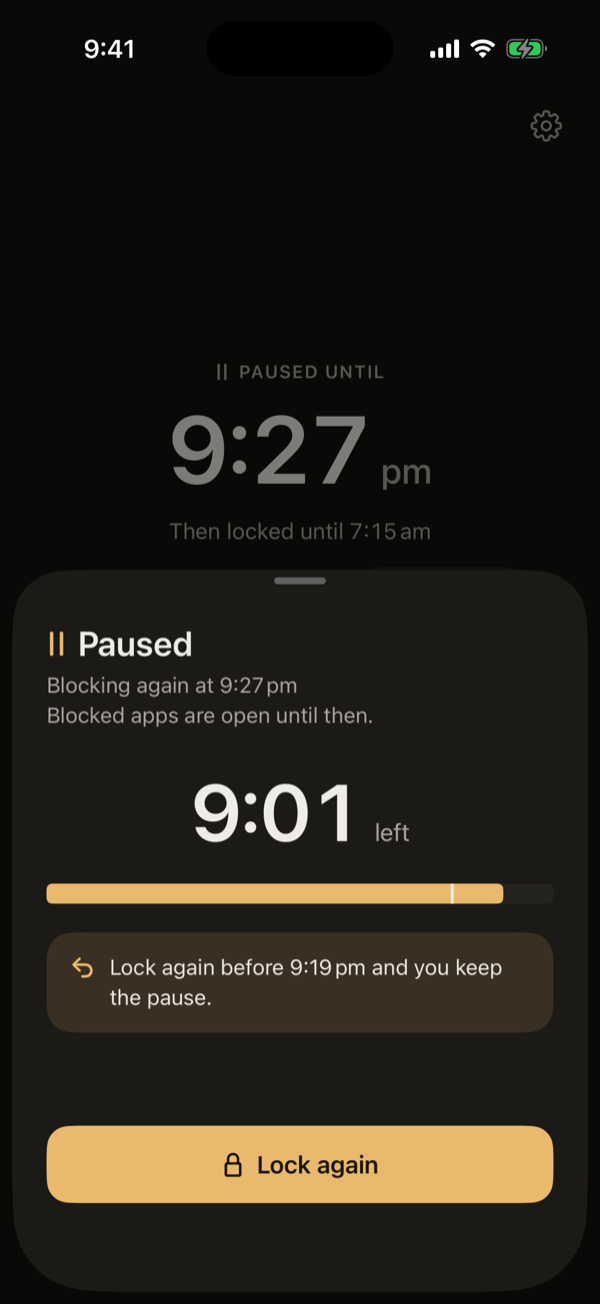 9:41
PAUSED UNTIL
9:27 pm
Then locked until 7:15 am
Paused
Blocking again at 9:27 pm
Blocked apps are open until then.
9:01 left
Lock again before 9:19 pm and you keep
the pause.
Lock again